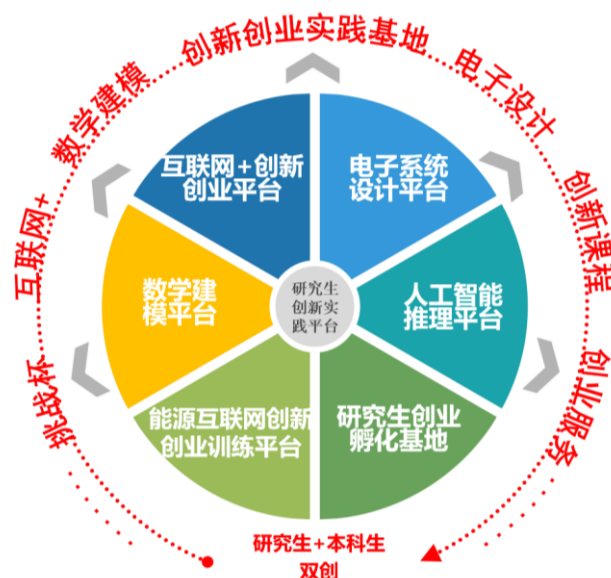 挑战杯
互联网+
数学建模
创新创业实践基地
电子设计
创新课程
创业服务
互联网+创新
创业平台
电子系统
设计平台
数学建
模平台
研究生
创新实
践平台
人工智能
推理平台
能源互联网创新
创业训练平台
研究生创业
孵化基地
研究生+本科生
双创